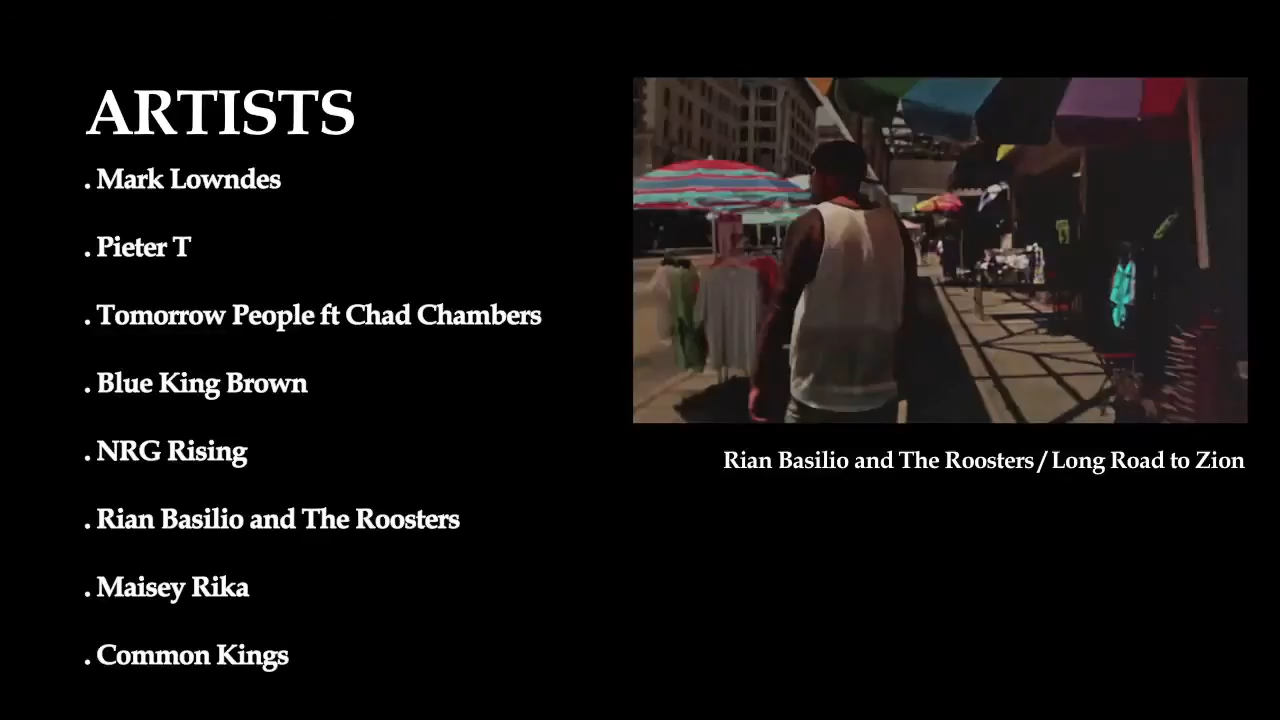 ARTISTS
. Mark Lowndes
. Pieter T
. Tomorrow People ft Chad Chambers
. Blue King Brown
. NRG Rising
. Rian Basilio and The Roosters
. Maisey Rika
. Common Kings
Rian Basilio and The Roosters / Long Road to Zion